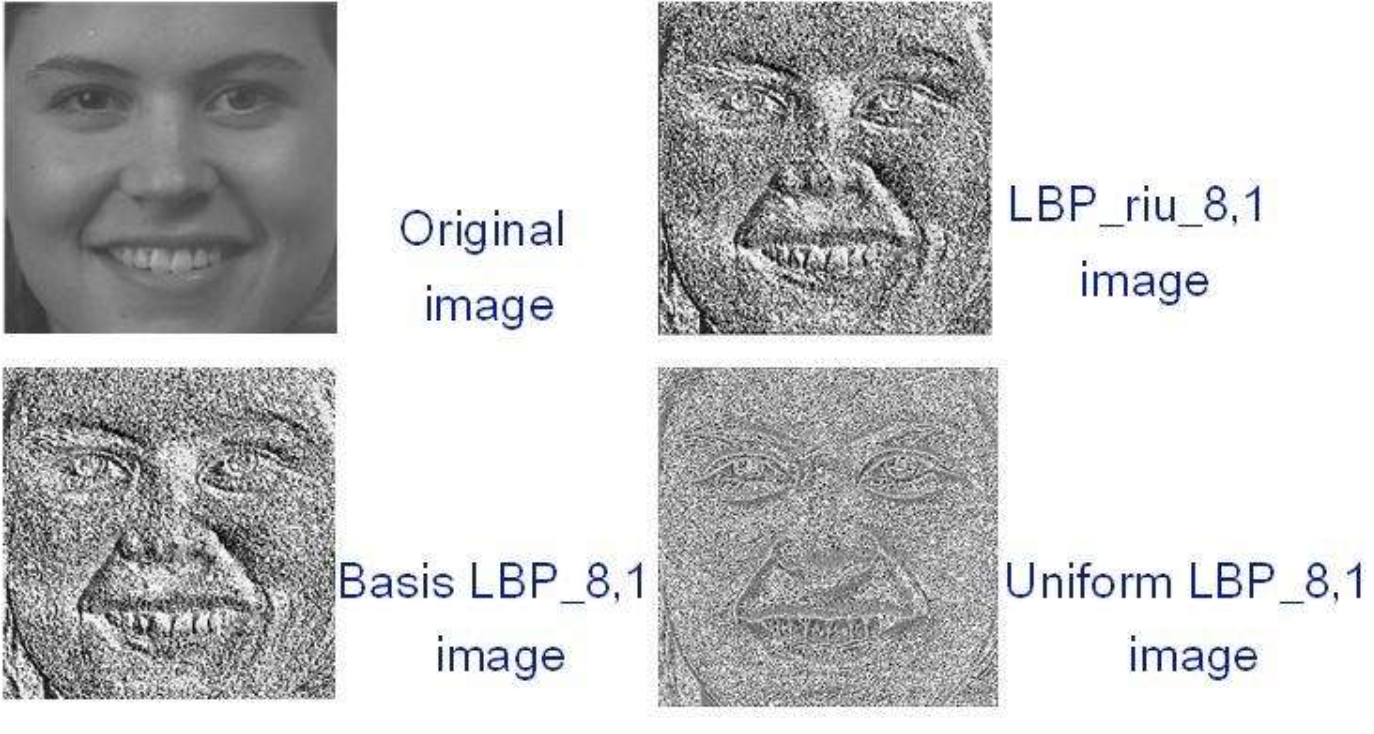 Original
image
LBP_riu_8,1
image
Basis LBP_8,1
image
Uniform LBP_8,1
image